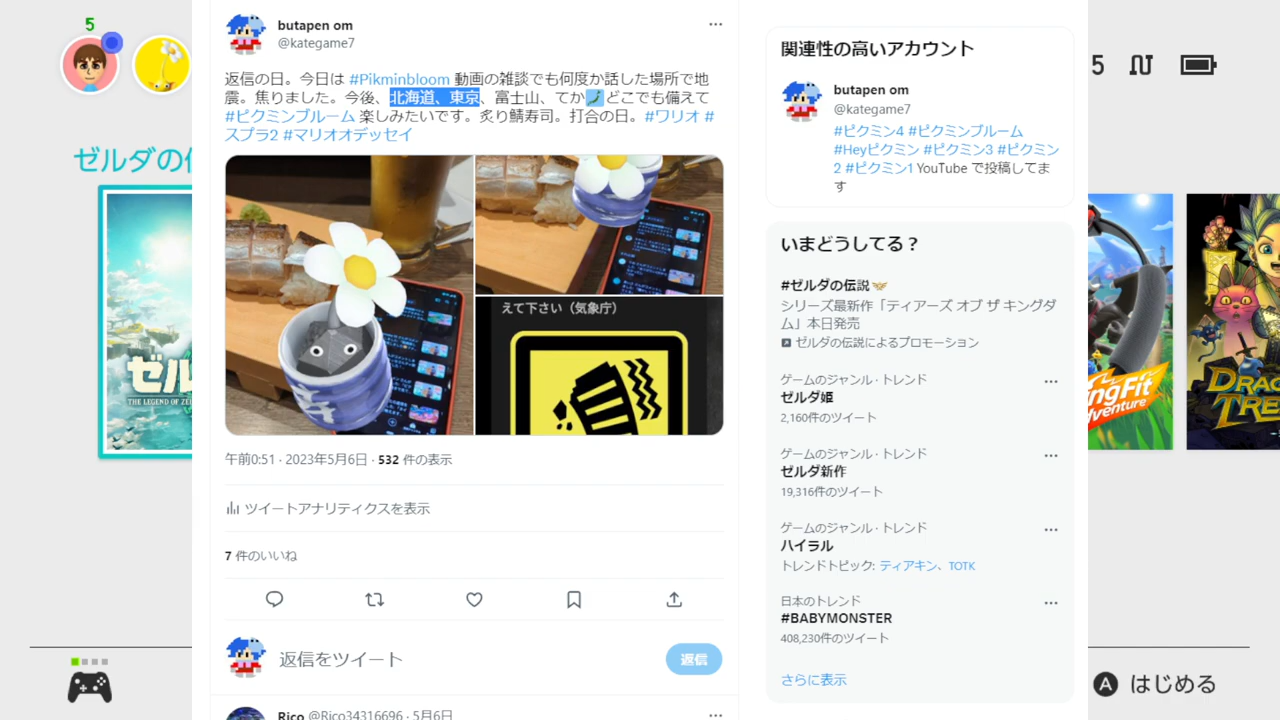 5
ゼルダの伝
ゼル
THE LEGEND OF ZE
butapen om
@kategame7
返信の日。今日は #Pikminbloom 動画の雑談でも何度か話した場所で地
震。焦りました。今後、北海道、東京、富士山、てか🗾どこでも備えて
#ピクミンブルーム 楽しみたいです。炙り鯖寿司。打合の日。#ワリオ #
スプラ2 #マリオオデッセイ
えて下さい（気象庁）
午前0:51 · 2023年5月6日 · 532 件の表示
ツイートアナリティクスを表示
7 件のいいね
返信をツイート
返信
Rico @Rico34316696 · 5月6日
関連性の高いアカウント
butapen om
@kategame7
#ピクミン4 #ピクミンブルーム
#Heyピクミン #ピクミン3 #ピクミン
2 #ピクミン1 YouTube で投稿してま
す
いまどうしてる？
#ゼルダの伝説
シリーズ最新作「ティアーズ オブ ザ キングダ
ム」本日発売
ゼルダの伝説によるプロモーション
ゲームのジャンル · トレンド
ゼルダ姫
2,160件のツイート
ゲームのジャンル · トレンド
ゼルダ新作
19,316件のツイート
ゲームのジャンル · トレンド
ハイラル
トレンドトピック: ティアキン、TOTK
日本のトレンド
#BABYMONSTER
408,230件のツイート
さらに表示
5
ngFit
dventure
DRAG
TRE
A はじめる